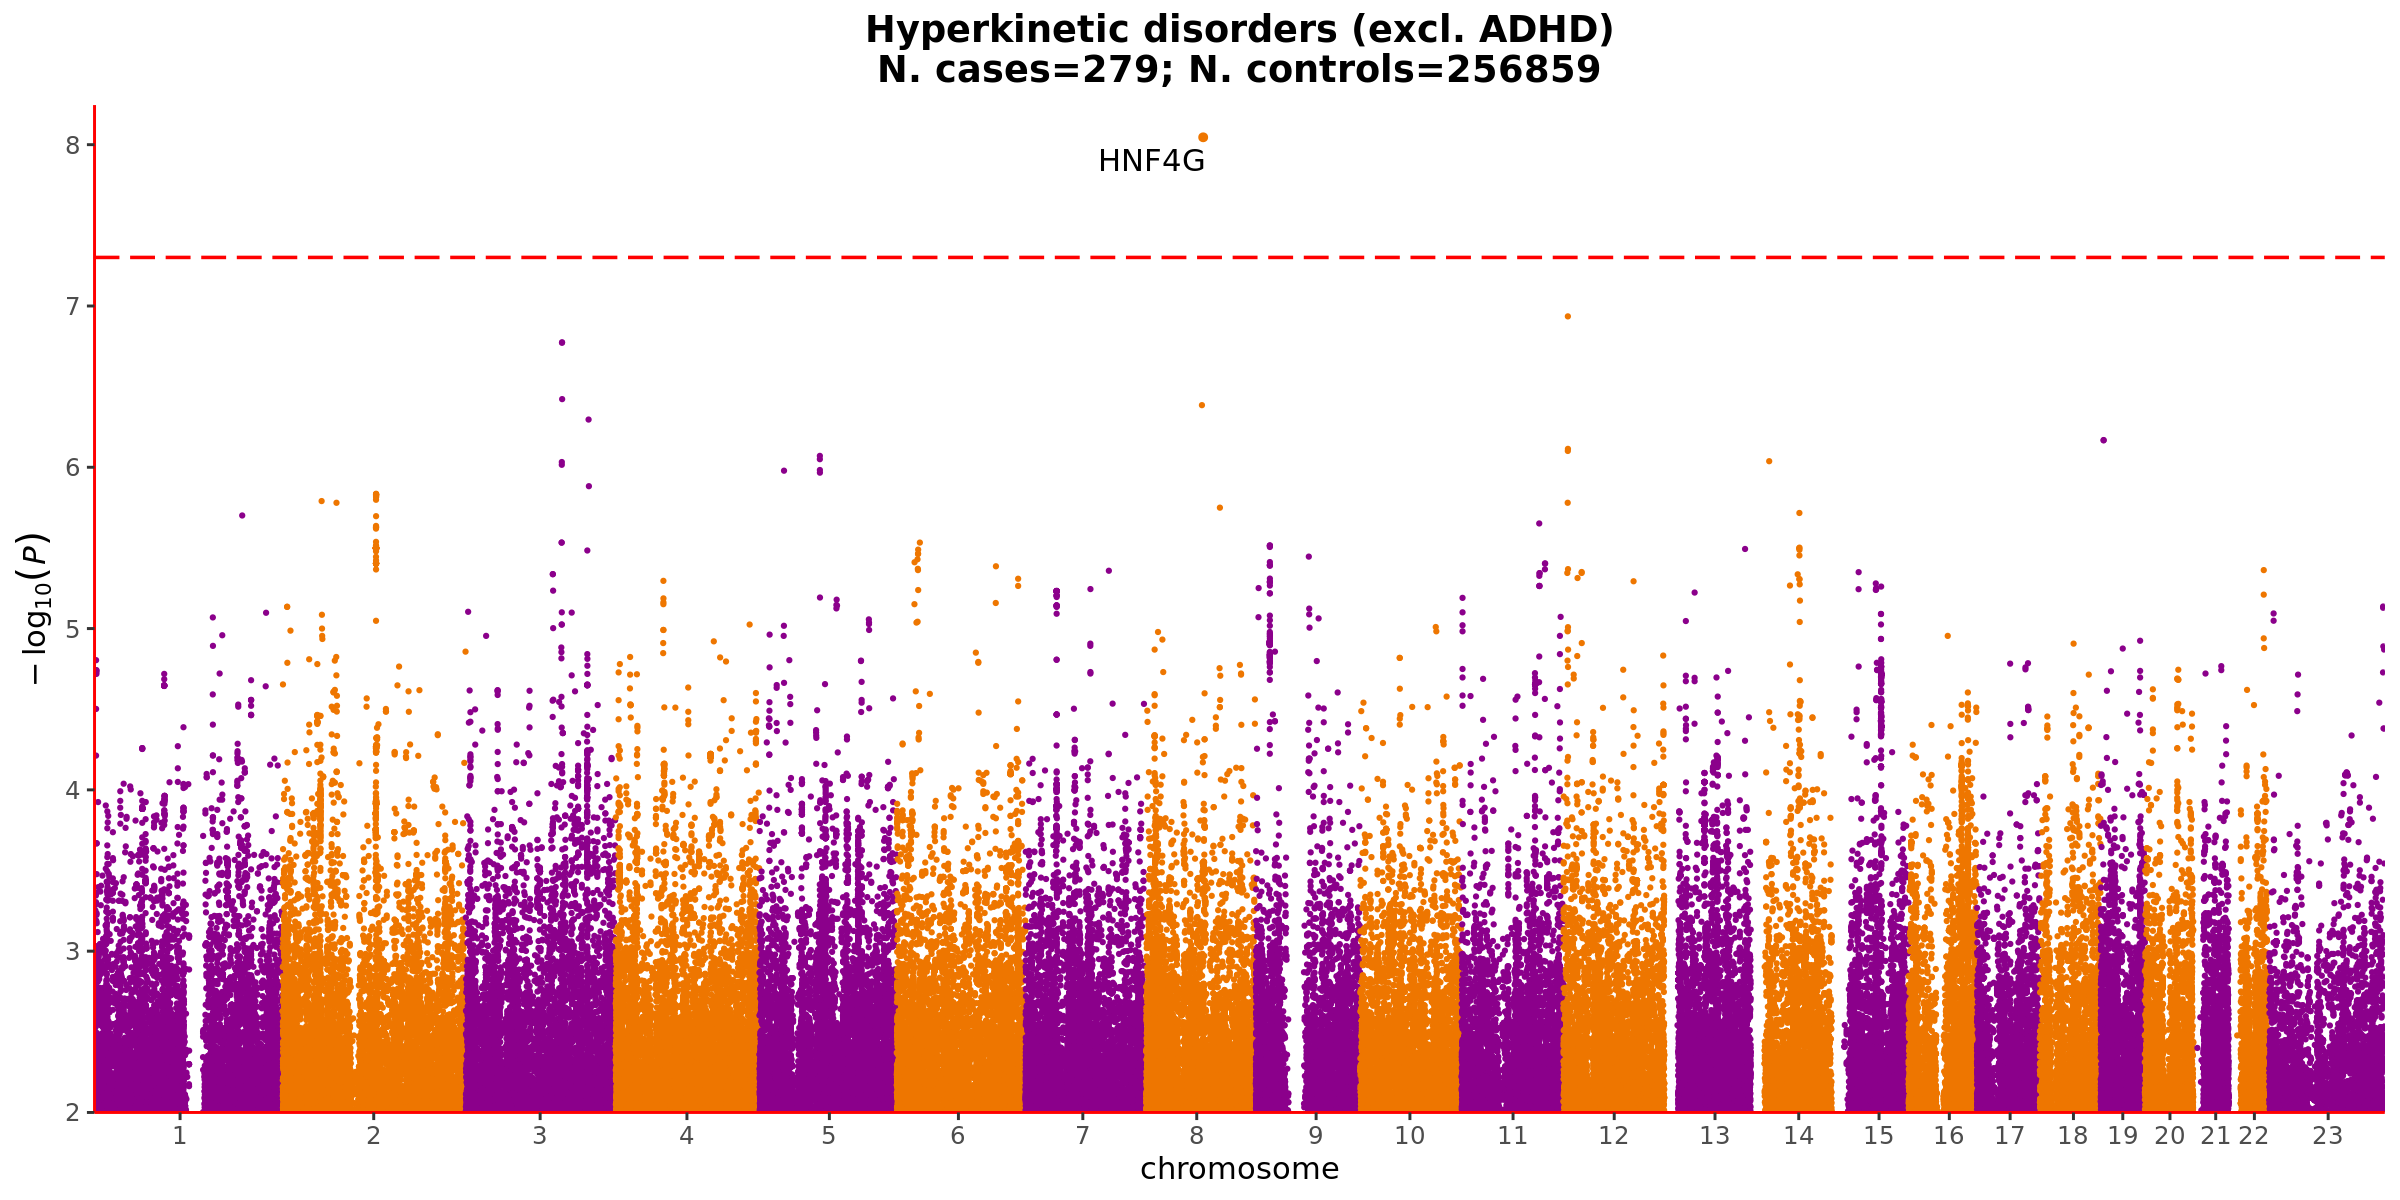 Hyperkinetic disorders (excl. ADHD)
N. cases=279; N. controls=256859
HNF4G
8
7
6
5
4
3
2
−log10(P)
1 2 3 4 5 6 7 8 9 10 11 12 13 14 15 16 17 18 19 20 21 22 23
chromosome